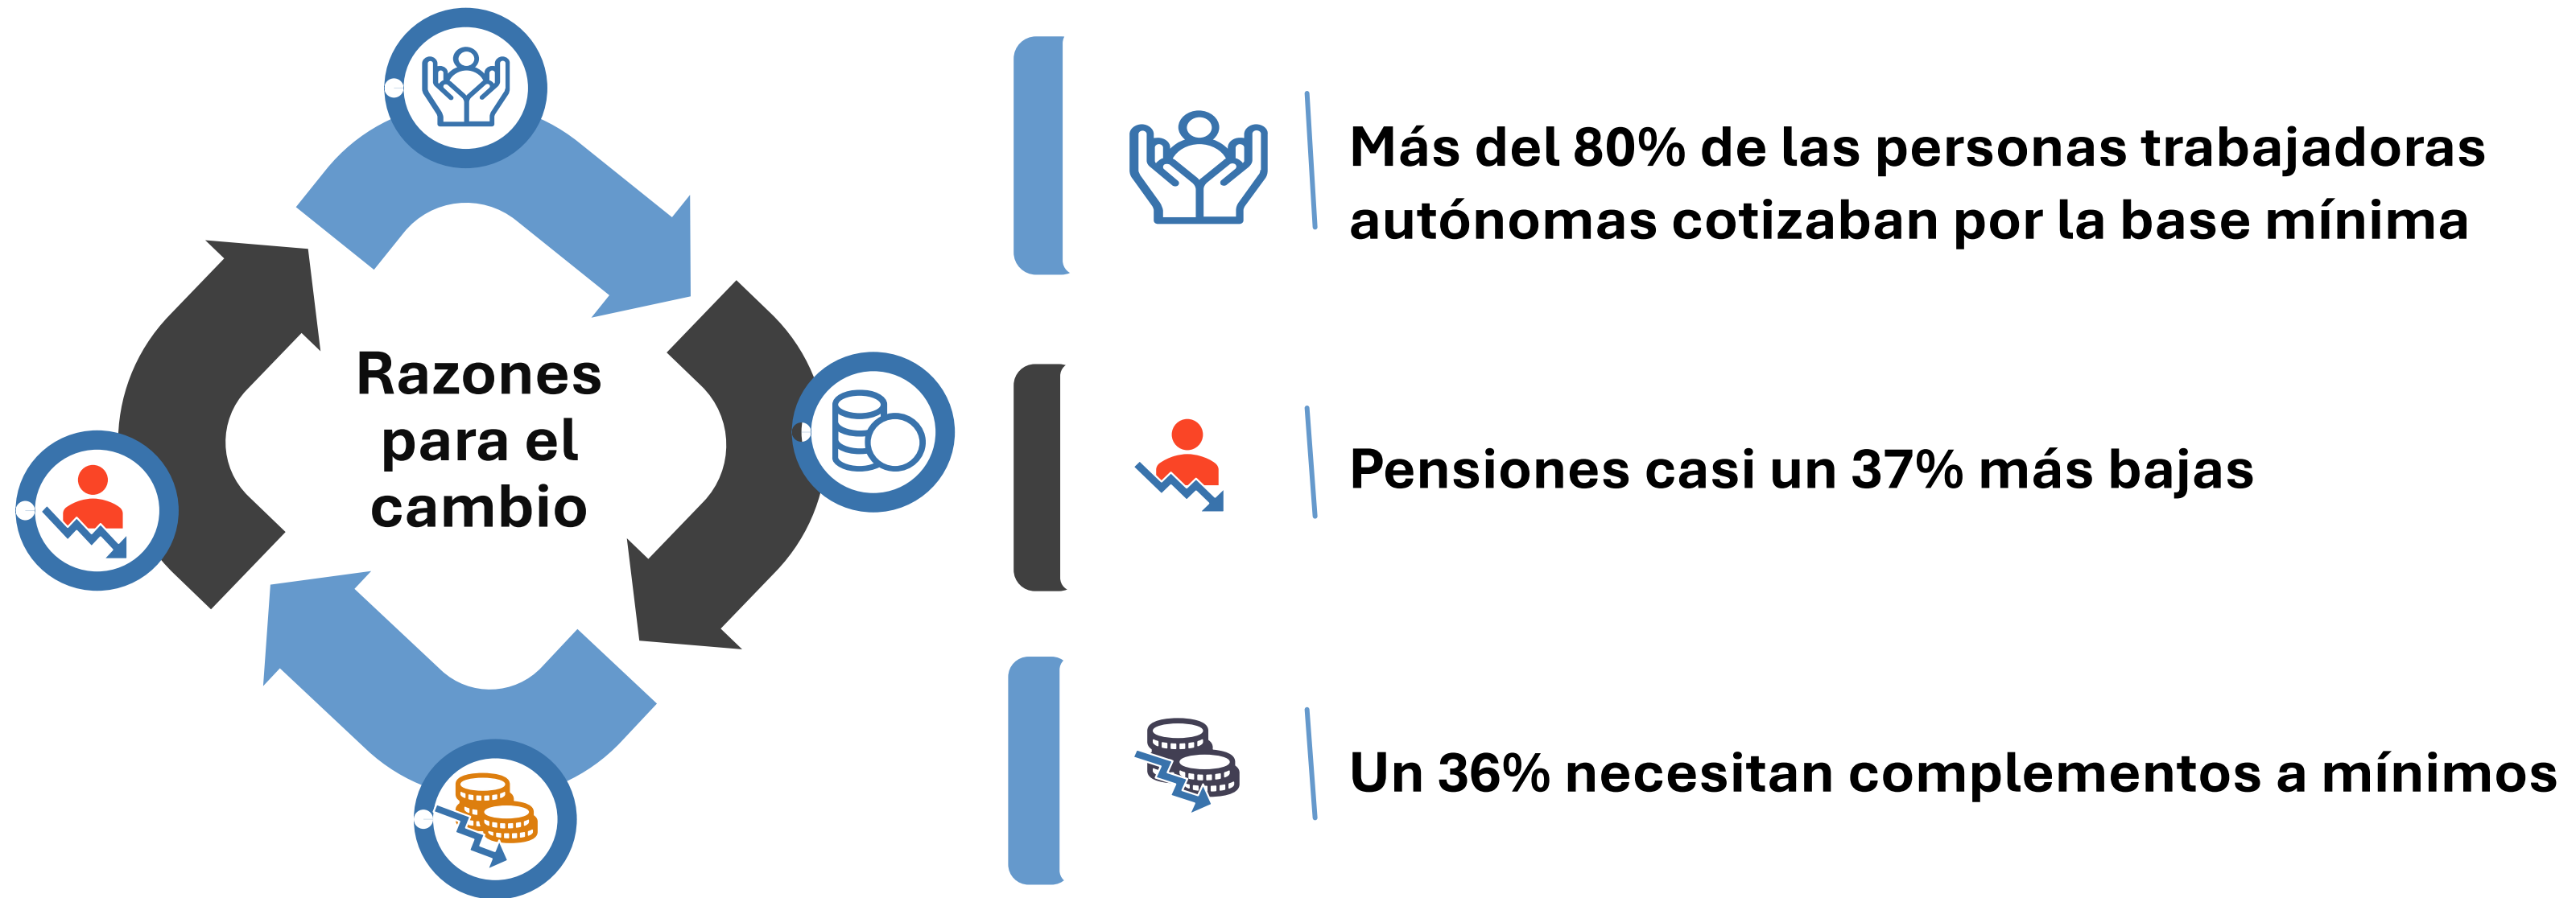 Razones
para el
cambio
Más del 80% de las personas trabajadoras
autónomas cotizaban por la base mínima
Pensiones casi un 37% más bajas
Un 36% necesitan complementos a mínimos